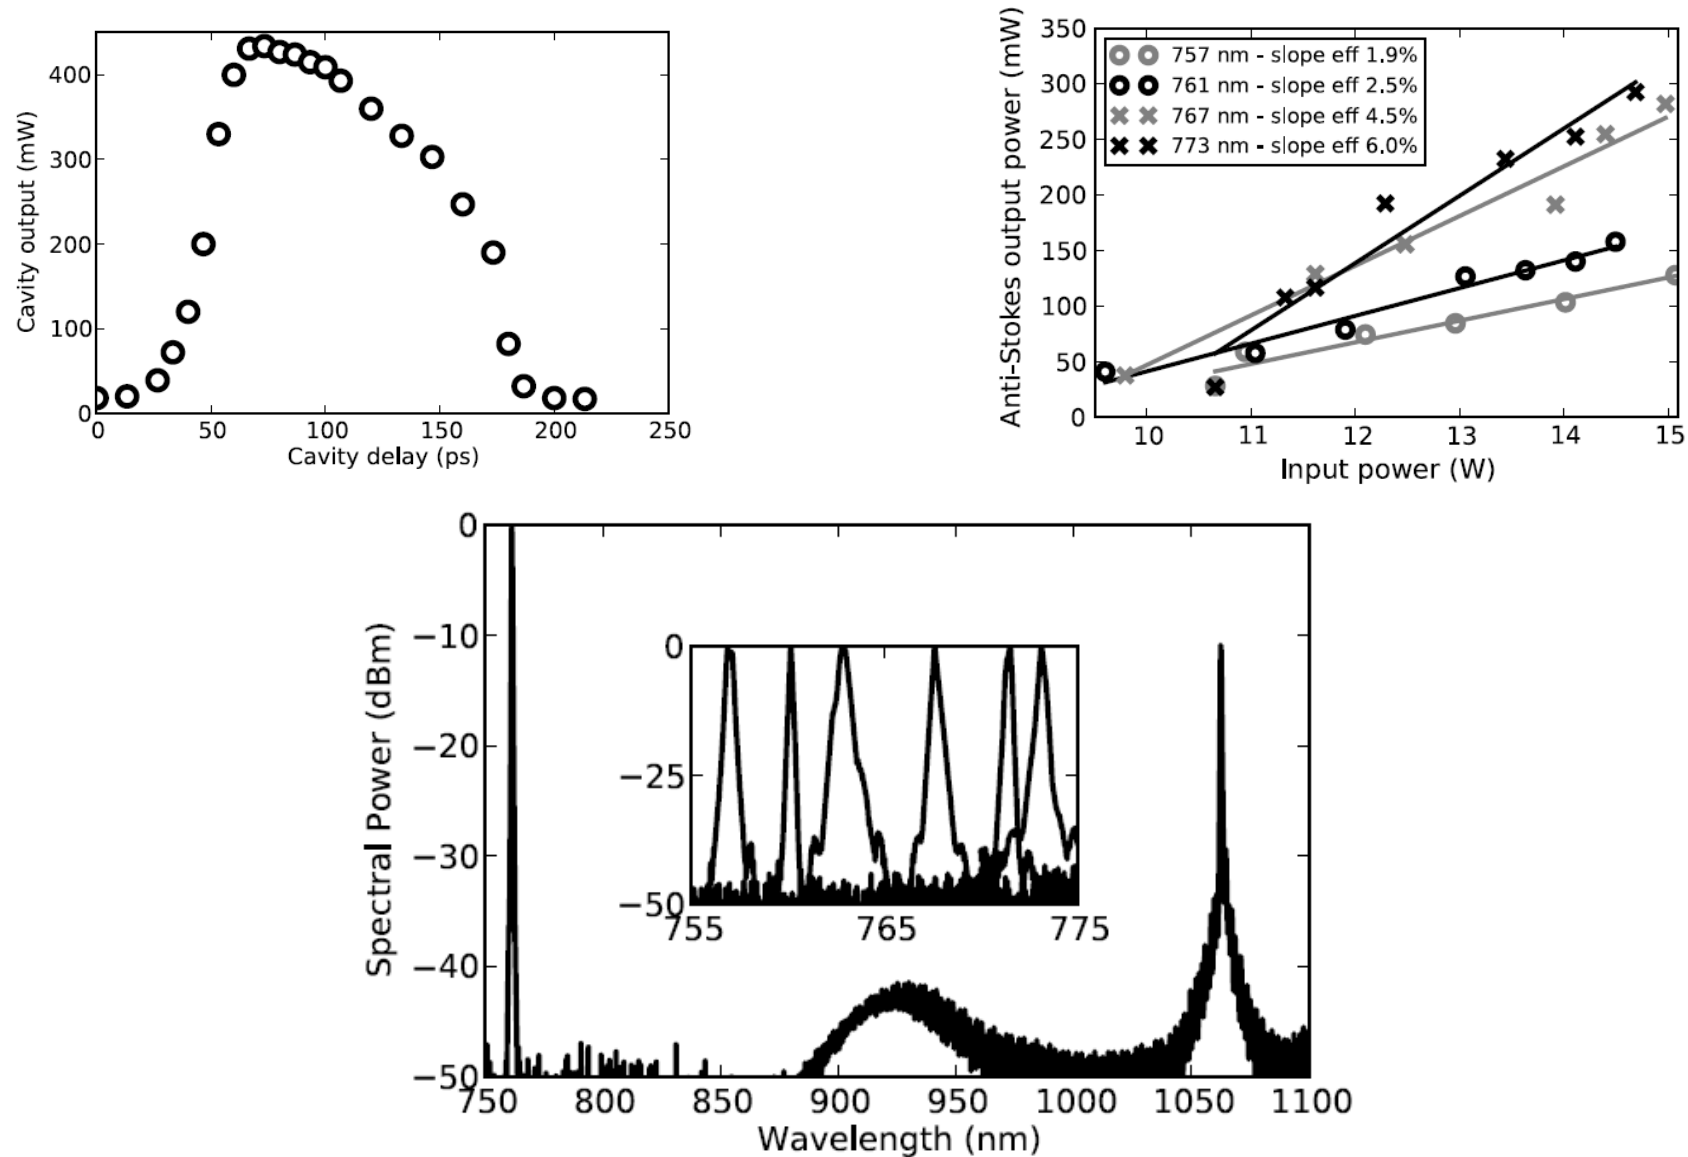 400
300
200
100
0
Cavity output (mW)
0 50 100 150 200 250
Cavity delay (ps)
350
300
250
200
150
100
50
0
Anti-Stokes output power (mW)
757 nm - slope eff 1.9%
761 nm - slope eff 2.5%
767 nm - slope eff 4.5%
773 nm - slope eff 6.0%
10 11 12 13 14 15
Input power (W)
0
−10
−20
−30
−40
−50
Spectral Power (dBm)
0
−25
−50
755 765 775
750 800 850 900 950 1000 1050 1100
Wavelength (nm)